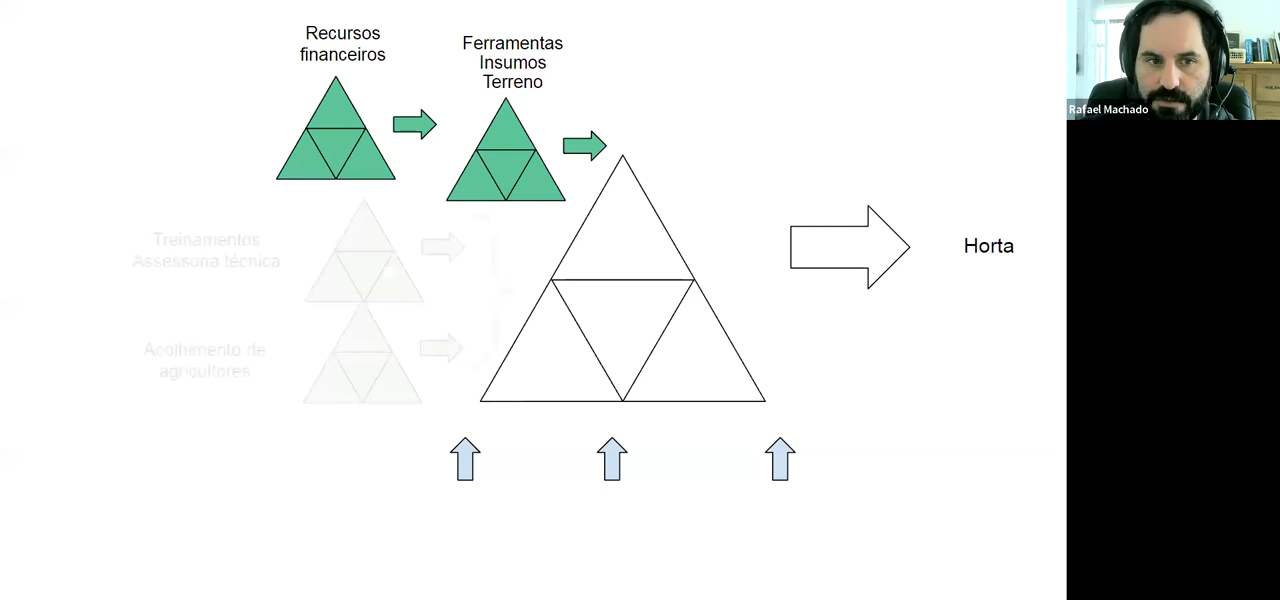 Recursos
financeiros
Ferramentas
Insumos
Terreno
Treinamentos
Assessoria técnica
Acolhimento de
agricultores
Horta
Rafael Machado